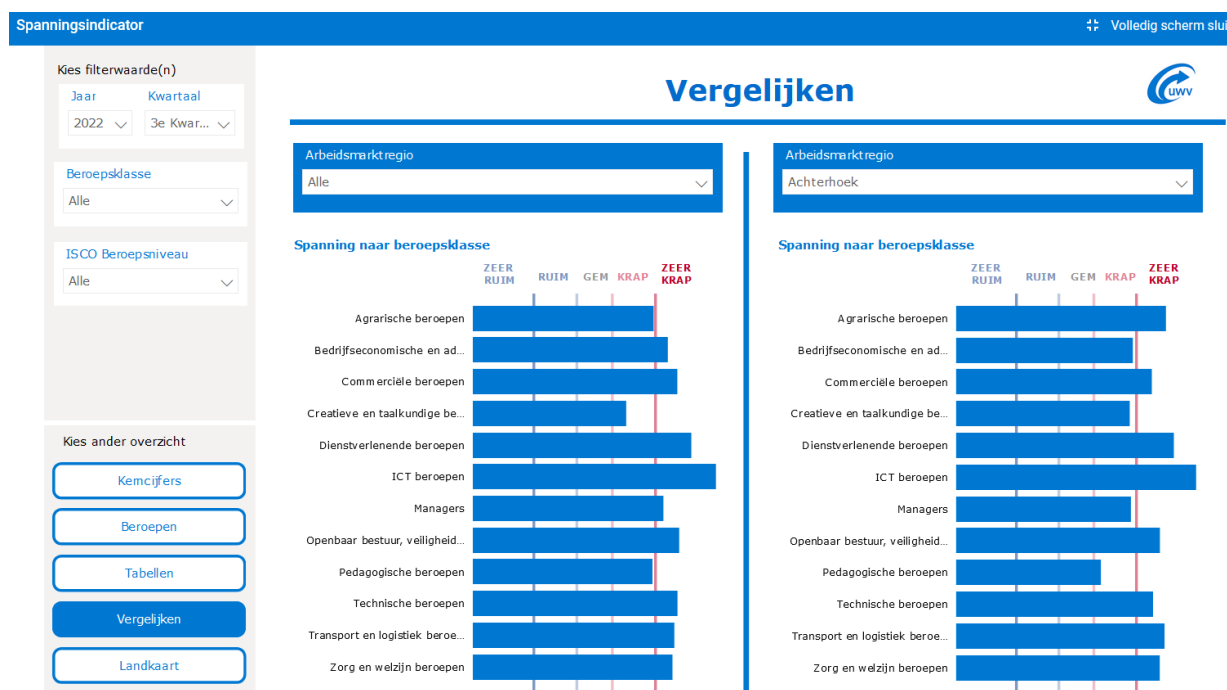 Spanningsindicator
Volledig scherm slui
Kies filterwaarde(n)
Jaar Kwartaal
2022 3e Kwar...
Beroepsklasse
Alle
ISCO Beroepsniveau
Alle
Kies ander overzicht
Kerncijfers
Beroepen
Tabellen
Vergelijken
Landkaart
Vergelijken
UWV
Arbeidsmarktregio
Alle
Spanning naar beroepsklasse
ZEER RUIM RUIM GEM KRAP ZEER KRAP
Agrarische beroepen
Bedrijfseconomische en ad...
Commerciële beroepen
Creatieve en taalkundige be...
Dienstverlenende beroepen
ICT beroepen
Managers
Openbaar bestuur, veiligheid...
Pedagogische beroepen
Technische beroepen
Transport en logistiek beroe...
Zorg en welzijn beroepen
Arbeidsmarktregio
Achterhoek
Spanning naar beroepsklasse
ZEER RUIM RUIM GEM KRAP ZEER KRAP
Agrarische beroepen
Bedrijfseconomische en ad...
Commerciële beroepen
Creatieve en taalkundige be...
Dienstverlenende beroepen
ICT beroepen
Managers
Openbaar bestuur, veiligheid...
Pedagogische beroepen
Technische beroepen
Transport en logistiek beroe...
Zorg en welzijn beroepen